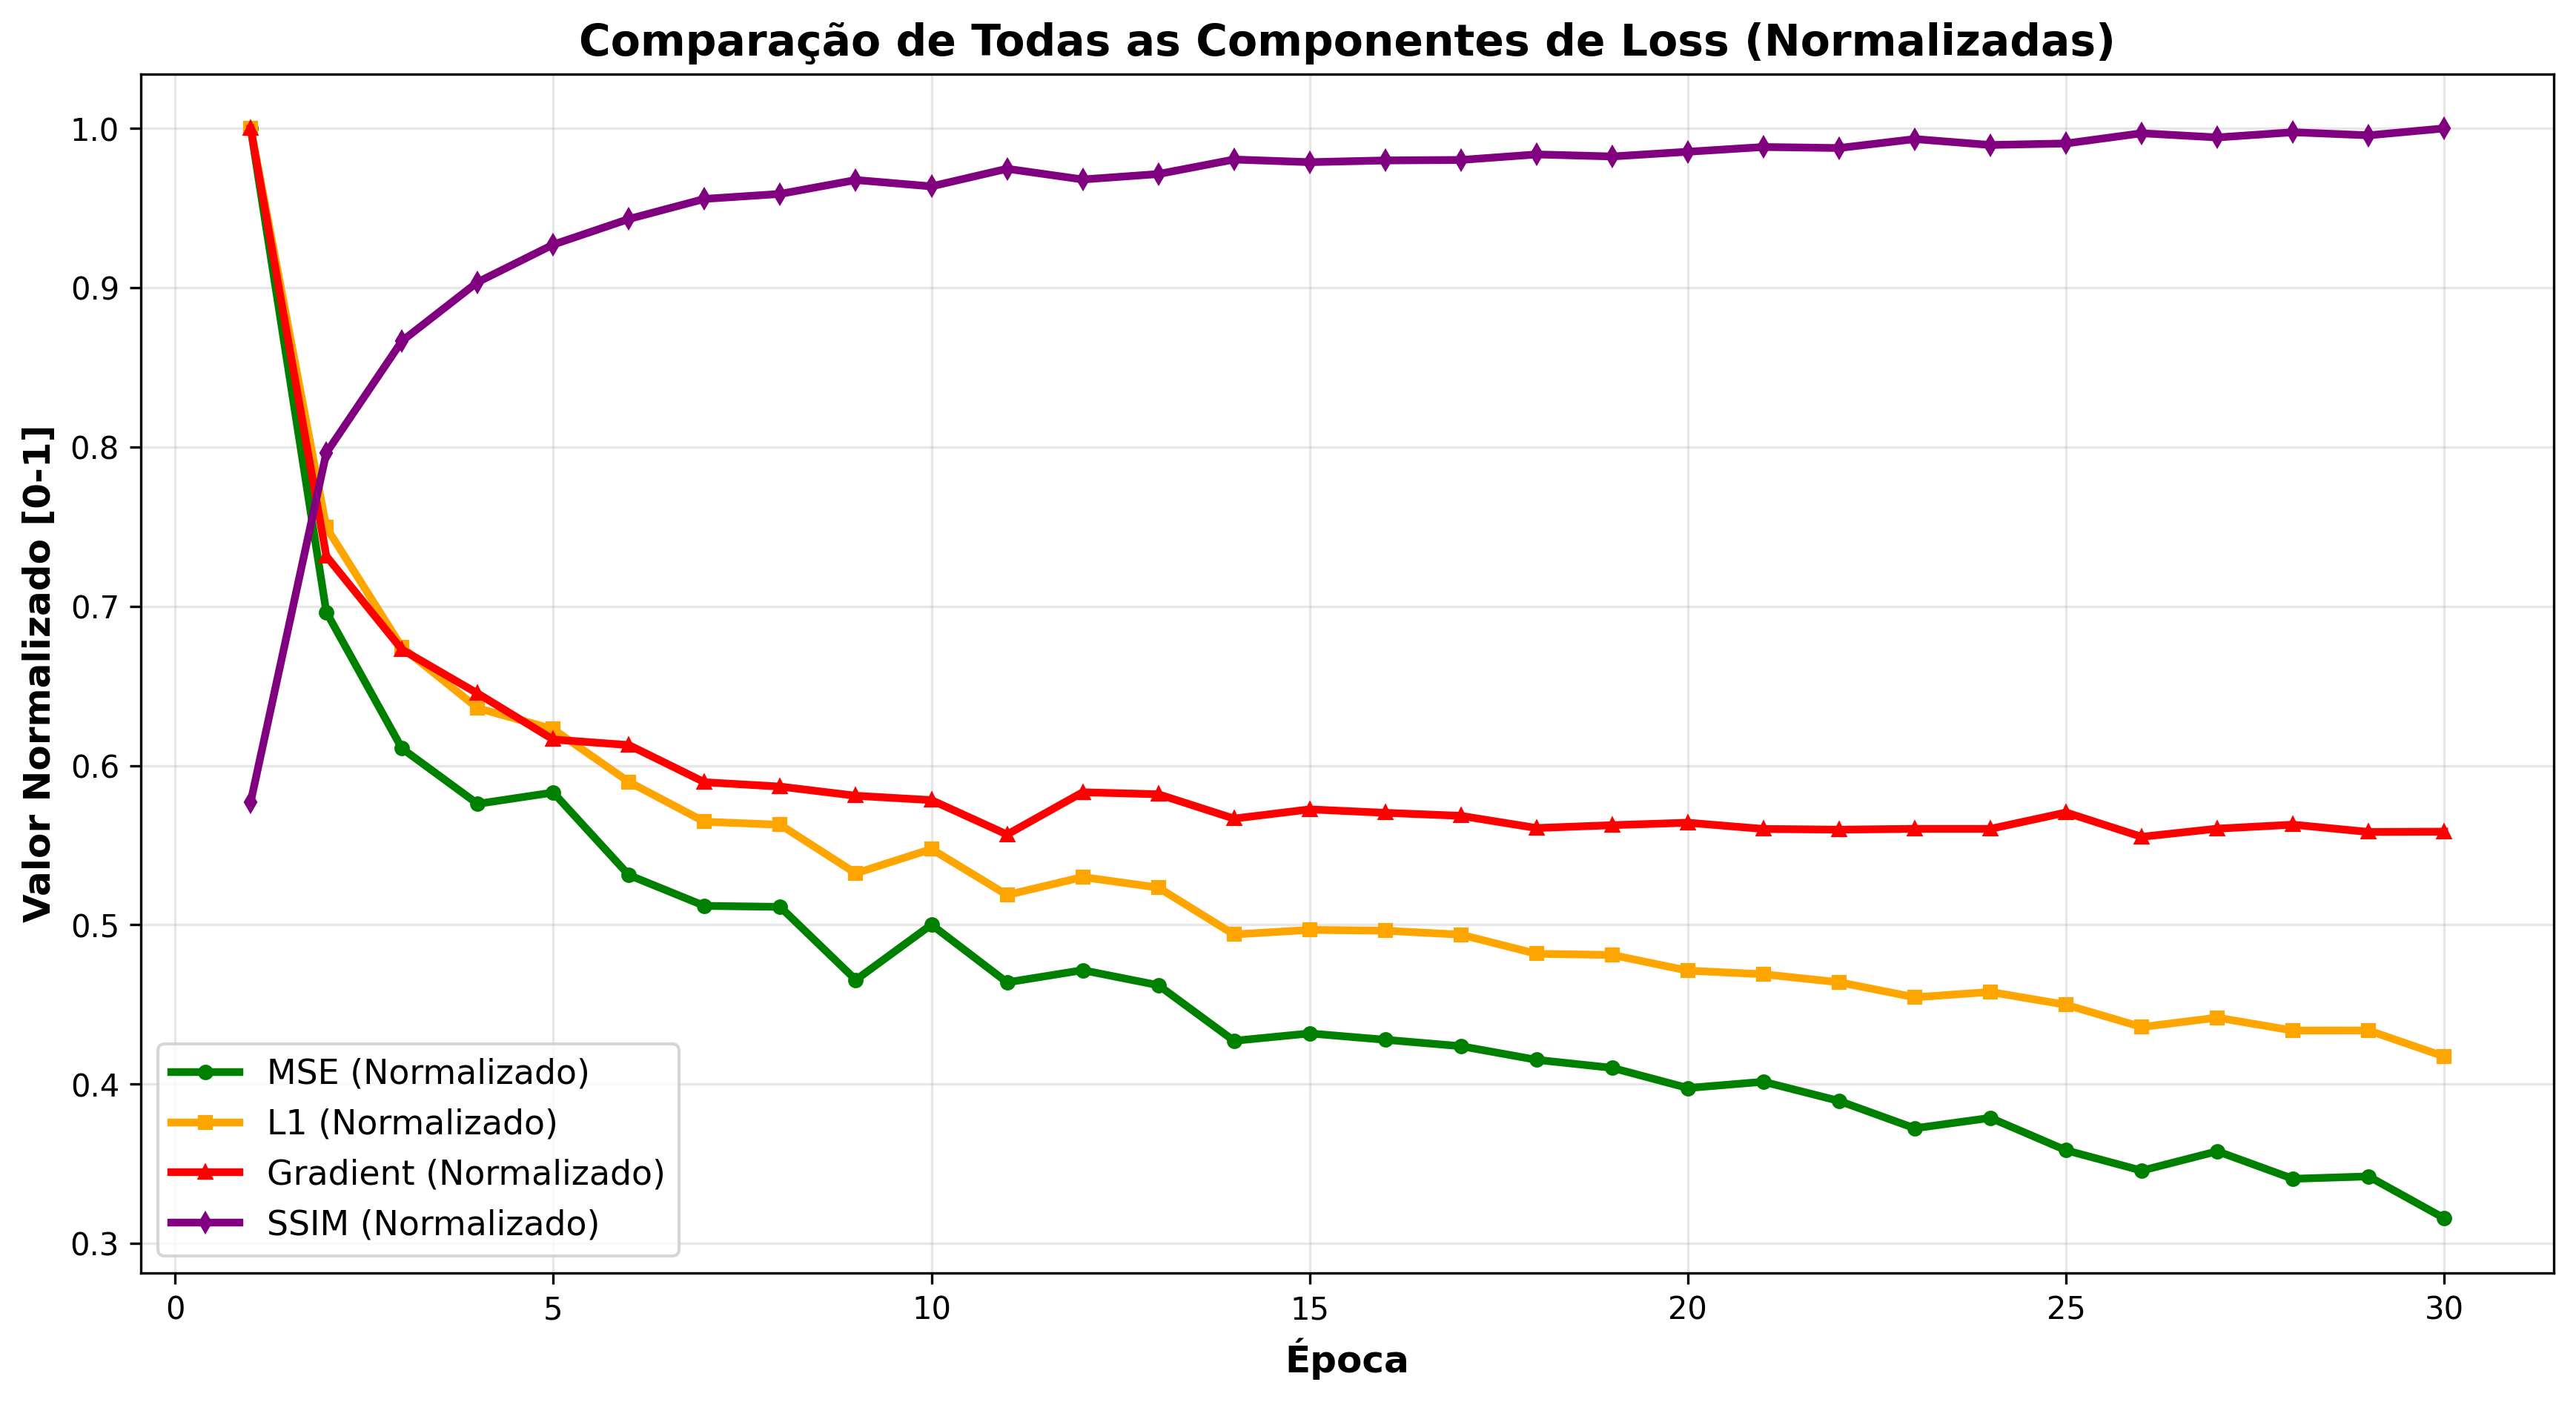 Comparação de Todas as Componentes de Loss (Normalizadas)
Valor Normalizado [0-1]
1.0
0.9
0.8
0.7
0.6
0.5
0.4
0.3
MSE (Normalizado)
L1 (Normalizado)
Gradient (Normalizado)
SSIM (Normalizado)
0 5 10 15 20 25 30
Época